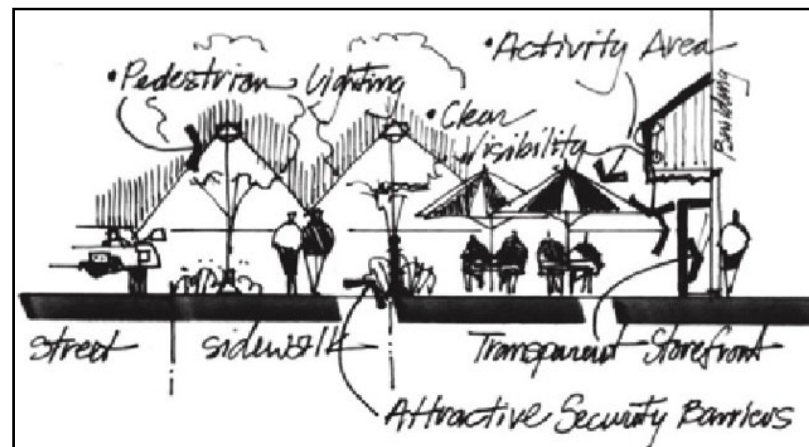 • Activity Area
• Pedestrian Lighting
• Clear
Visibility
Building
Street
sidewalk
Transparent Storefront
Attractive Security Barriers